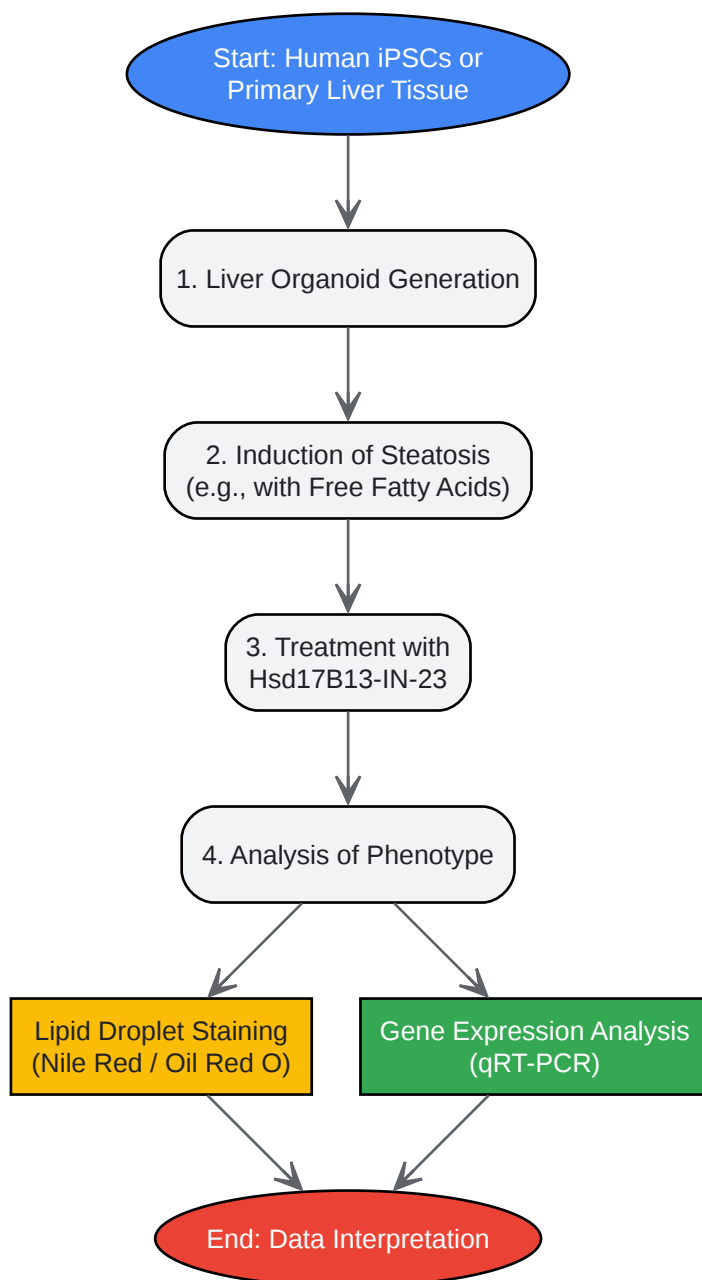 Start: Human iPSCs or
Primary Liver Tissue
1. Liver Organoid Generation
2. Induction of Steatosis
(e.g., with Free Fatty Acids)
3. Treatment with
Hsd17B13-IN-23
4. Analysis of Phenotype
Lipid Droplet Staining
(Nile Red / Oil Red O)
Gene Expression Analysis
(qRT-PCR)
End: Data Interpretation